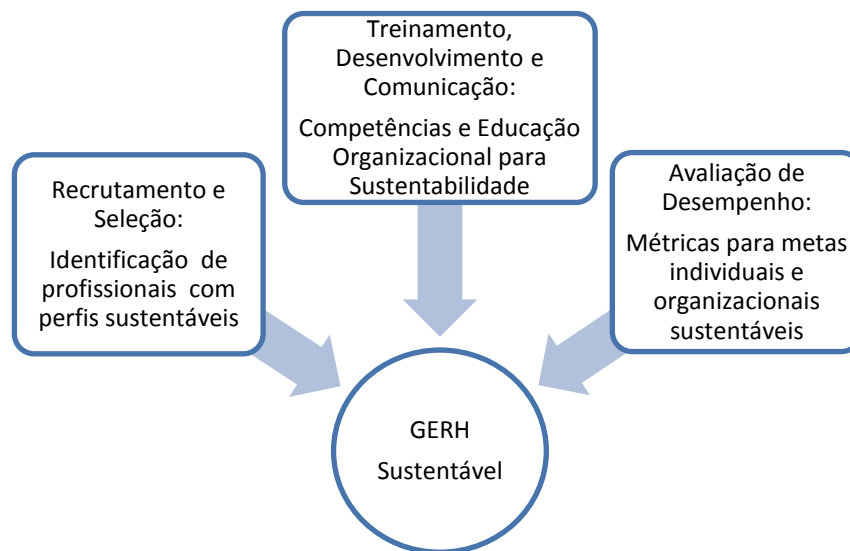 Recrutamento e
Seleção:
Identificação de
profissionais com
perfis sustentáveis
Treinamento,
Desenvolvimento e
Comunicação:
Competências e Educação
Organizacional para
Sustentabilidade
Avaliação de
Desempenho:
Métricas para metas
individuais e
organizacionais
sustentáveis
GERH
Sustentável